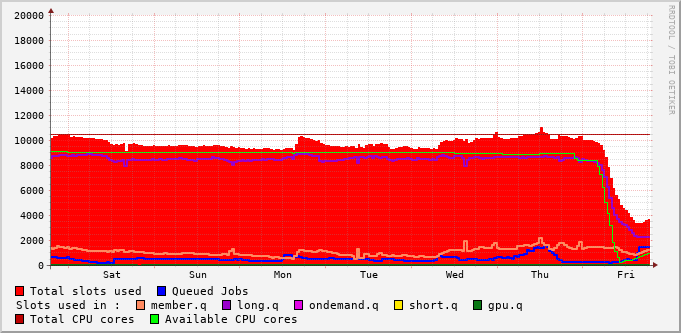 20000
18000
16000
14000
12000
10000
8000
6000
4000
2000
0
Sat Sun Mon Tue Wed Thu Fri
RRDTOOL / TOBI OETIKER
Total slots used Queued Jobs
Slots used in : member.q long.q ondemand.q short.q gpu.q
Total CPU cores Available CPU cores